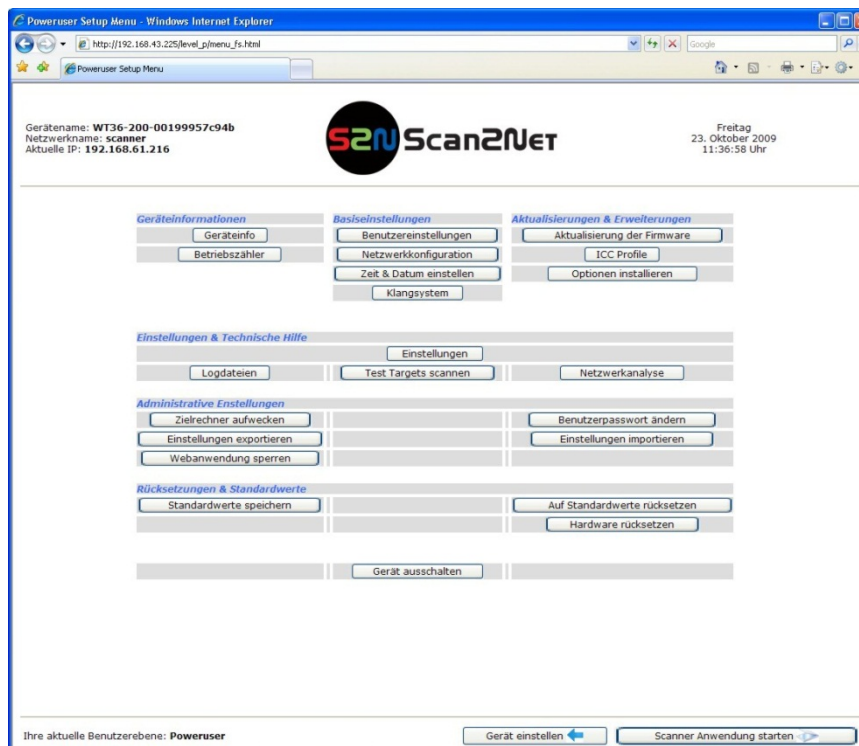 Poweruser Setup Menu - Windows Internet Explorer
http://192.168.43.225/level_p/menu_fs.html
Google
Poweruser Setup Menu
Gerätename: WT36-200-00199957c94b
Netzwerkname: scanner
Aktuelle IP: 192.168.61.216
S2N Scan2Net
Freitag
23. Oktober 2009
11:36:58 Uhr
Geräteinformationen Basiseinstellungen Aktualisierungen & Erweiterungen
Geräteinfo Benutzereinstellungen Aktualisierung der Firmware
Betriebszähler Netzwerkkonfiguration ICC Profile
Zeit & Datum einstellen Optionen installieren
Klangsystem
Einstellungen & Technische Hilfe
Einstellungen
Logdateien Test Targets scannen Netzwerkanalyse
Administrative Enstellungen
Zielrechner aufwecken Benutzerpasswort ändern
Einstellungen exportieren Einstellungen importieren
Webanwendung sperren
Rücksetzungen & Standardwerte
Standardwerte speichern Auf Standardwerte rücksetzen
Hardware rücksetzen
Gerät ausschalten
Ihre aktuelle Benutzerebene: Poweruser Gerät einstellen Scanner Anwendung starten